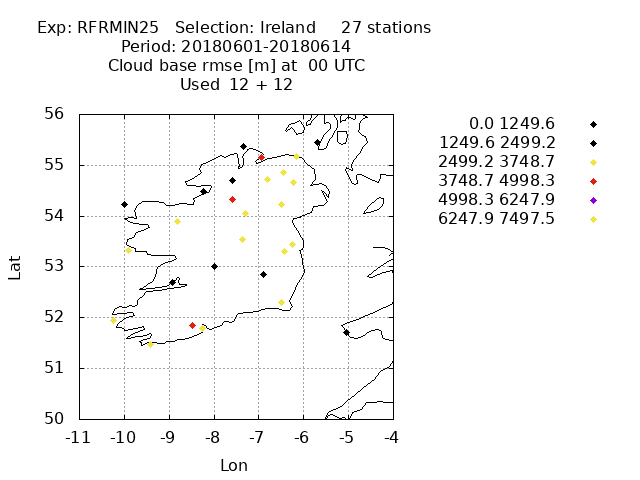 Exp: RFRMIN25 Selection: Ireland 27 stations
Period: 20180601-20180614
Cloud base rmse [m] at 00 UTC
Used 12 + 12
56
55
54
53
52
51
50
-11 -10 -9 -8 -7 -6 -5 -4
Lat
Lon
0.0 1249.6
1249.6 2499.2
2499.2 3748.7
3748.7 4998.3
4998.3 6247.9
6247.9 7497.5